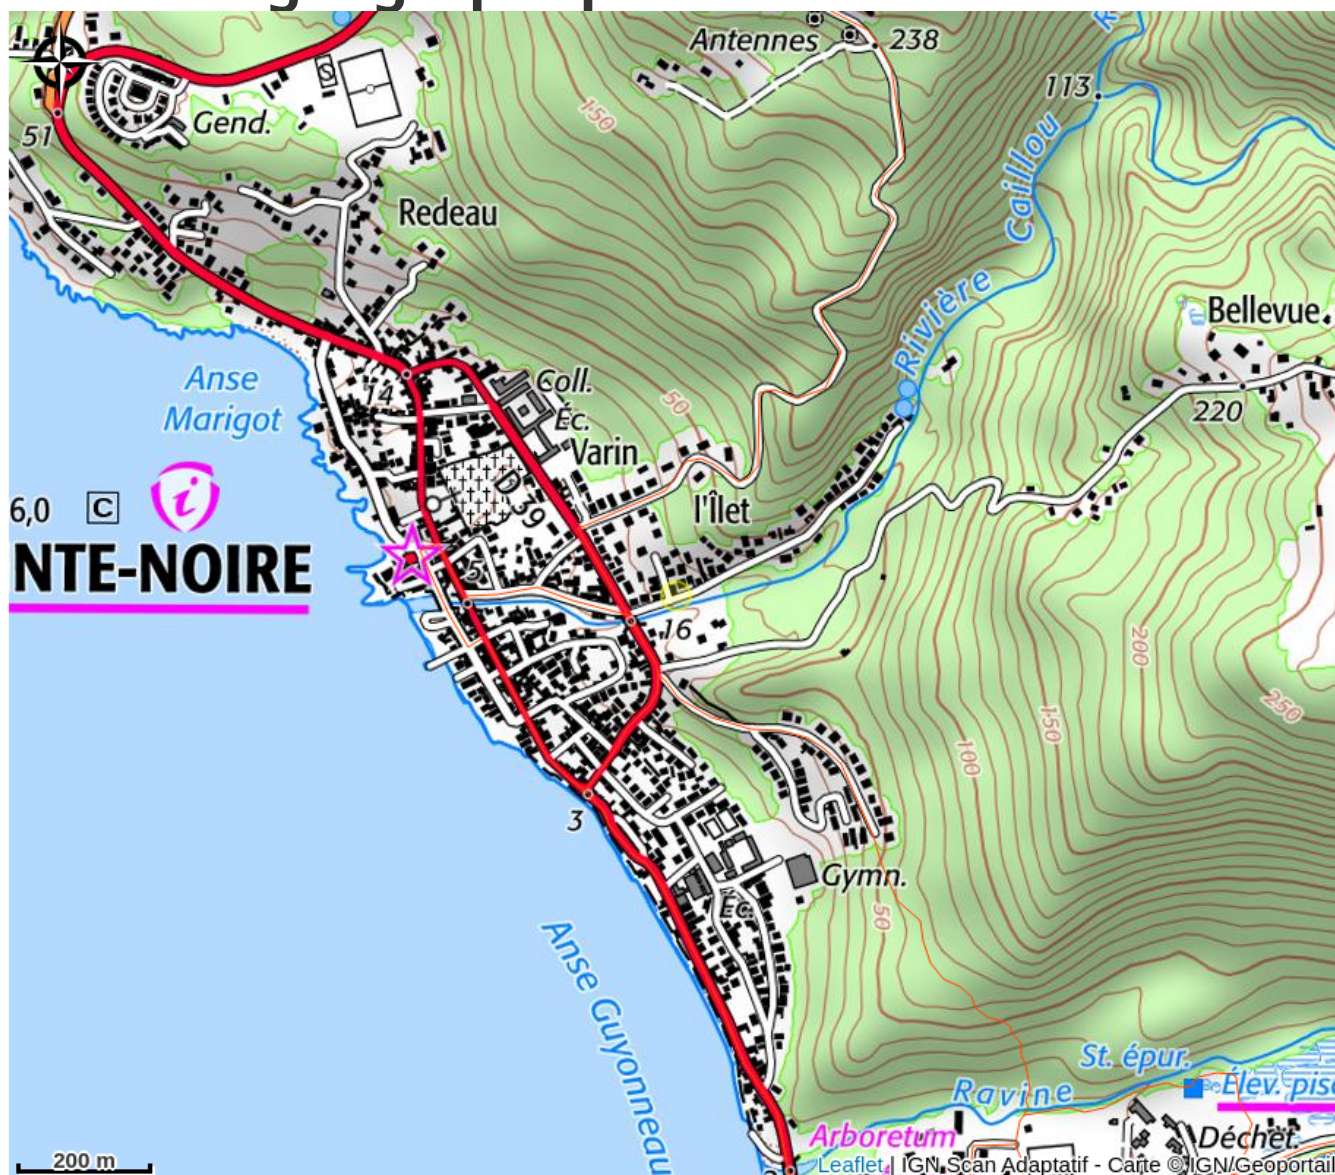 Antennes
238
113
51
Gend.
150
Redeau
Rivière
Caillou
Bellevue
Anse
Marigot
14
Coll.
Éc.
50
220
Varin
D 39
l'Îlet
6,0
C
i
NTE-NOIRE
5
16
200
150
250
100
3
Gymn.
Éc.
50
Anse Guyonneau
St. épur.
Ravine
Élev. pisc
Arboretum
Déchet.
200 m
Leaflet | IGN Scan Adaptatif - Carte © IGN/Geoportail